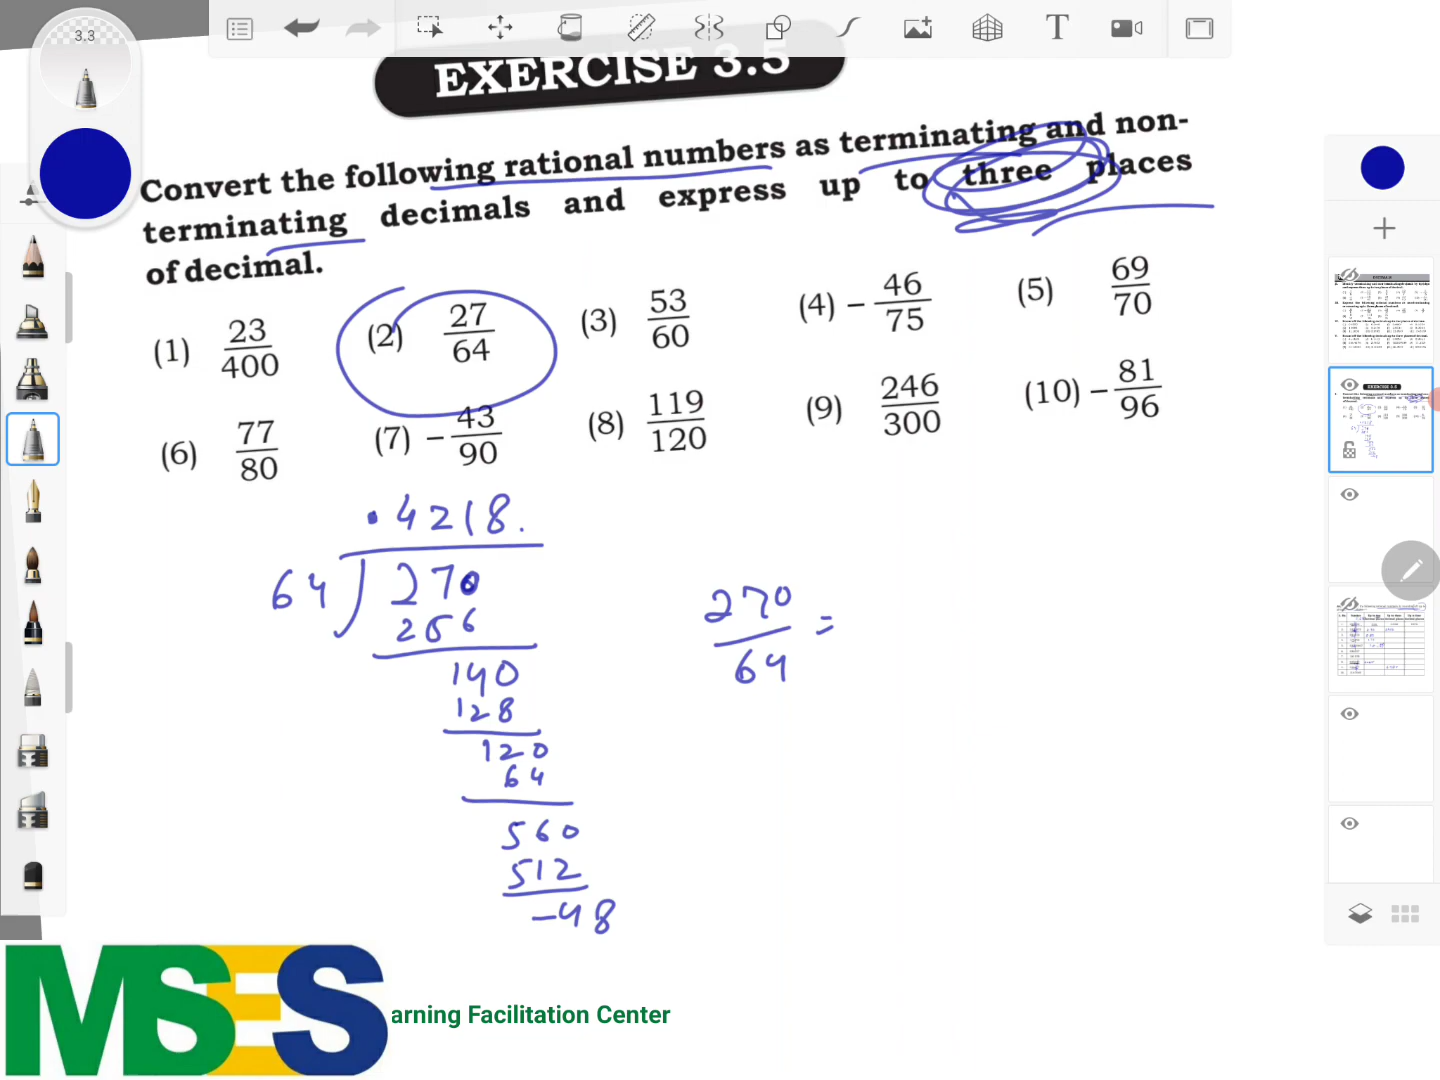 3.3
EXERCISE 3.5
Convert the following rational numbers as terminating and non-
terminating decimals and express up to three places
of decimal.
(1) 23/400 (2) 27/64 (3) 53/60 (4) - 46/75 (5) 69/70
(6) 77/80 (7) - 43/90 (8) 119/120 (9) 246/300 (10) - 81/96
.4218.
64 ) 270
256
140
128
120
64
560
512
-48
270/64 =
MSES
arning Facilitation Center